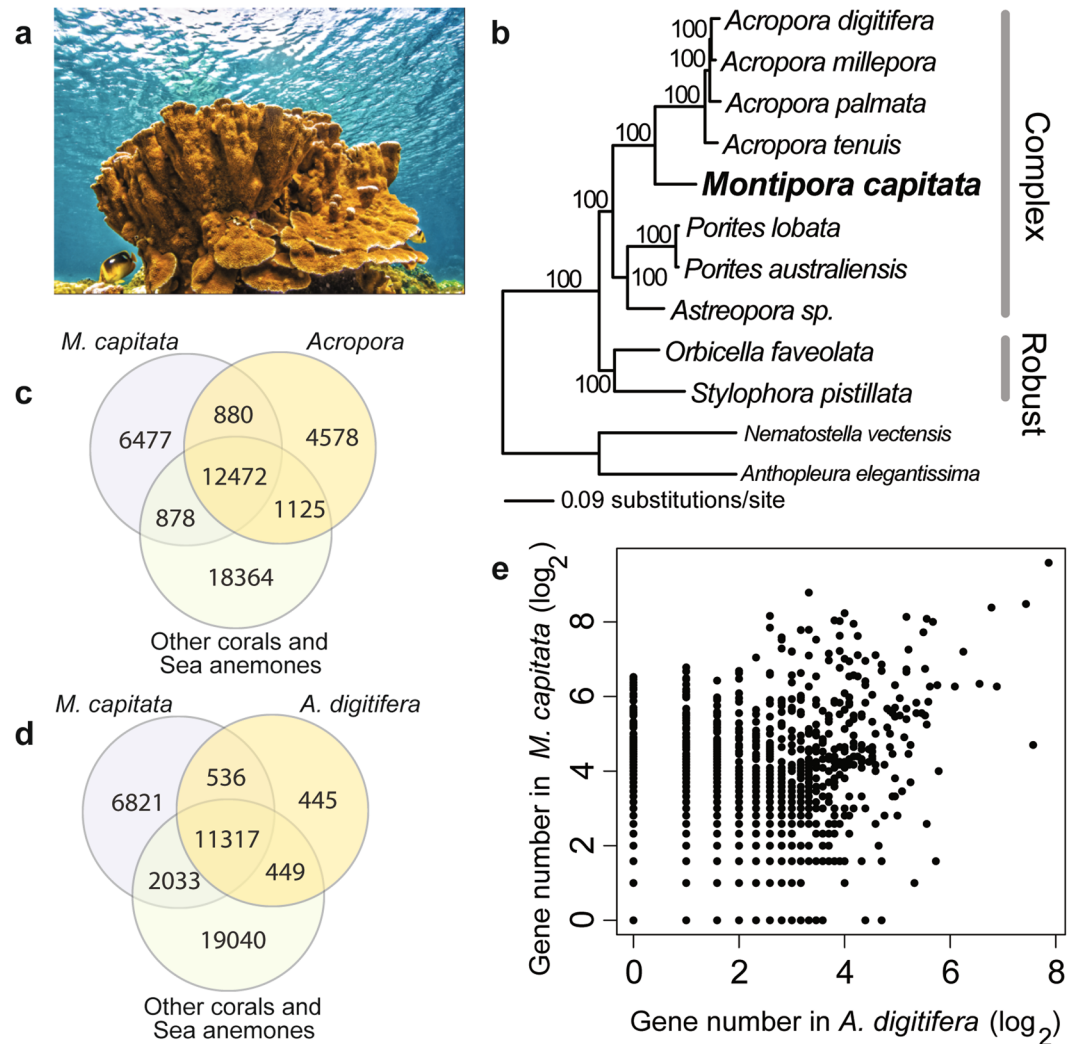 a
b
100
Acropora digitifera
100
Acropora millepora
100
Acropora palmata
100
Acropora tenuis
Montipora capitata
100
100
Porites lobata
100
Porites australiensis
100
Astreopora sp.
Orbicella faveolata
100
Stylophora pistillata
Nematostella vectensis
Anthopleura elegantissima
0.09 substitutions/site
Complex
Robust
c
M. capitata
Acropora
880
6477
4578
12472
1125
878
18364
Other corals and
Sea anemones
d
M. capitata
A. digitifera
536
6821
445
11317
2033
449
19040
Other corals and
Sea anemones
e
Gene number in M. capitata (log2)
8
6
4
2
0
0 2 4 6 8
Gene number in A. digitifera (log2)